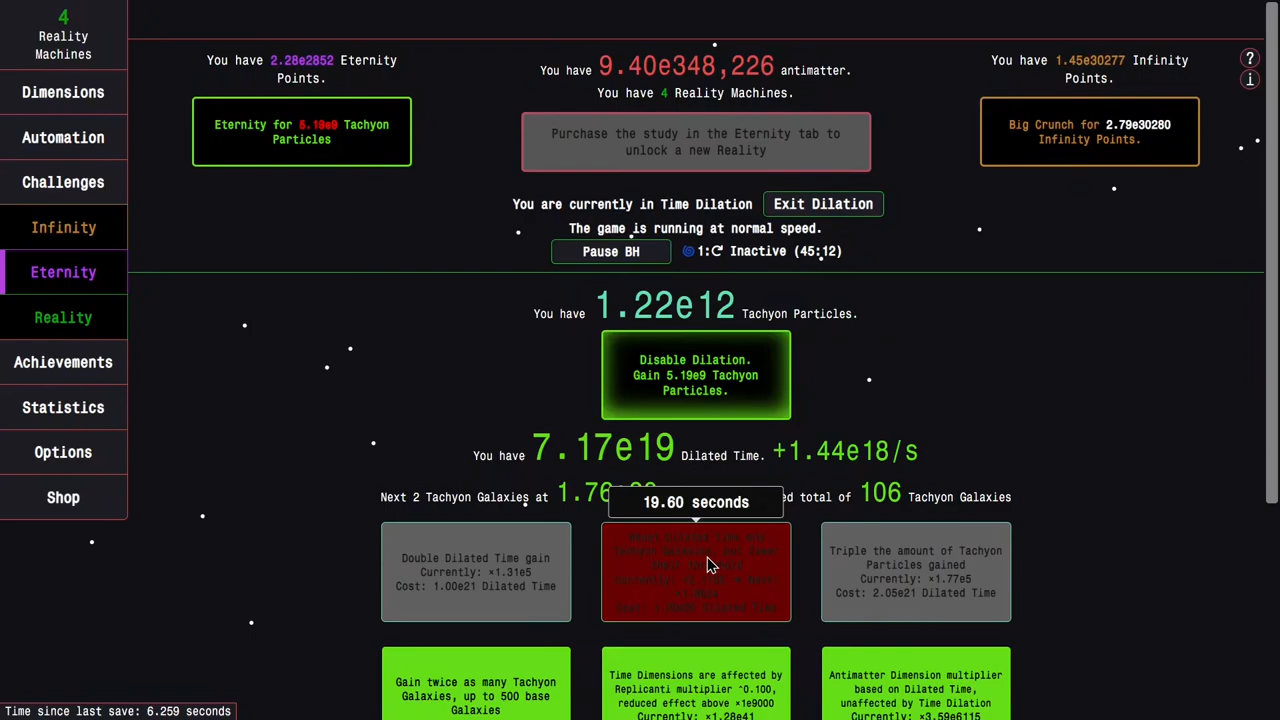 4
Reality
Machines
Dimensions
Automation
Challenges
Infinity
Eternity
Reality
Achievements
Statistics
Options
Shop
You have 2.28e2852 Eternity
Points.
Eternity for 5.19e9 Tachyon
Particles
You have 9.40e348,226 antimatter.
You have 4 Reality Machines.
Purchase the study in the Eternity tab to
unlock a new Reality
You have 1.45e30277 Infinity
Points.
Big Crunch for 2.79e30280
Infinity Points.
?
i
You are currently in Time Dilation Exit Dilation
The game is running at normal speed.
Pause BH 1: Inactive (45:12)
You have 1.22e12 Tachyon Particles.
Disable Dilation.
Gain 5.19e9 Tachyon
Particles.
You have 7.17e19 Dilated Time. +1.44e18/s
Next 2 Tachyon Galaxies at
total of 106 Tachyon Galaxies
19.60 seconds
Double Dilated Time gain
Currently: ×1.31e5
Cost: 1.00e21 Dilated Time
Dilated Time
Triple the amount of Tachyon
Particles gained
Currently: ×1.77e5
Cost: 2.05e21 Dilated Time
Gain twice as many Tachyon
Galaxies, up to 500 base
Galaxies
Time Dimensions are affected by
Replicanti multiplier ^0.100,
reduced effect above ×1e9000
Currently: ×1.28e41
Antimatter Dimension multiplier
based on Dilated Time,
unaffected by Time Dilation
Currently: ×3.59e6115
Time since last save: 6.259 seconds